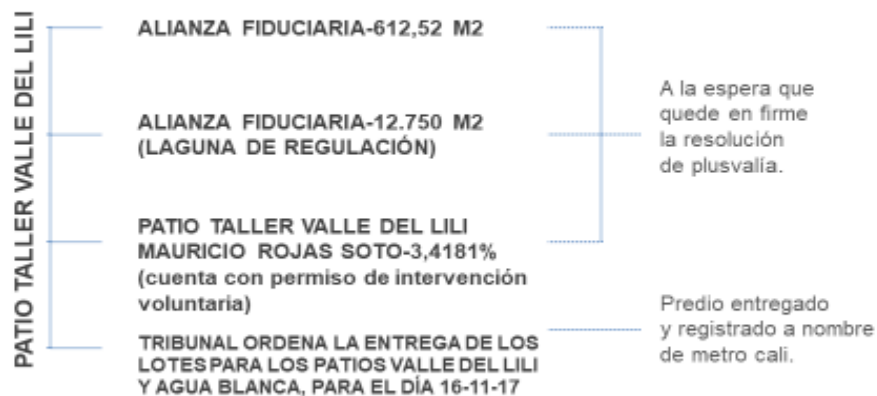 PATIO TALLER VALLE DEL LILI
ALIANZA FIDUCIARIA-612,52 M2
ALIANZA FIDUCIARIA-12.750 M2
(LAGUNA DE REGULACIÓN)
PATIO TALLER VALLE DEL LILI
MAURICIO ROJAS SOTO-3,4181%
(cuenta con permiso de intervención
voluntaria)
TRIBUNAL ORDENA LA ENTREGA DE LOS
LOTES PARA LOS PATIOS VALLE DEL LILI
Y AGUA BLANCA, PARA EL DÍA 16-11-17
A la espera que
quede en firme
la resolución
de plusvalía.
Predio entregado
y registrado a nombre
de metro cali.